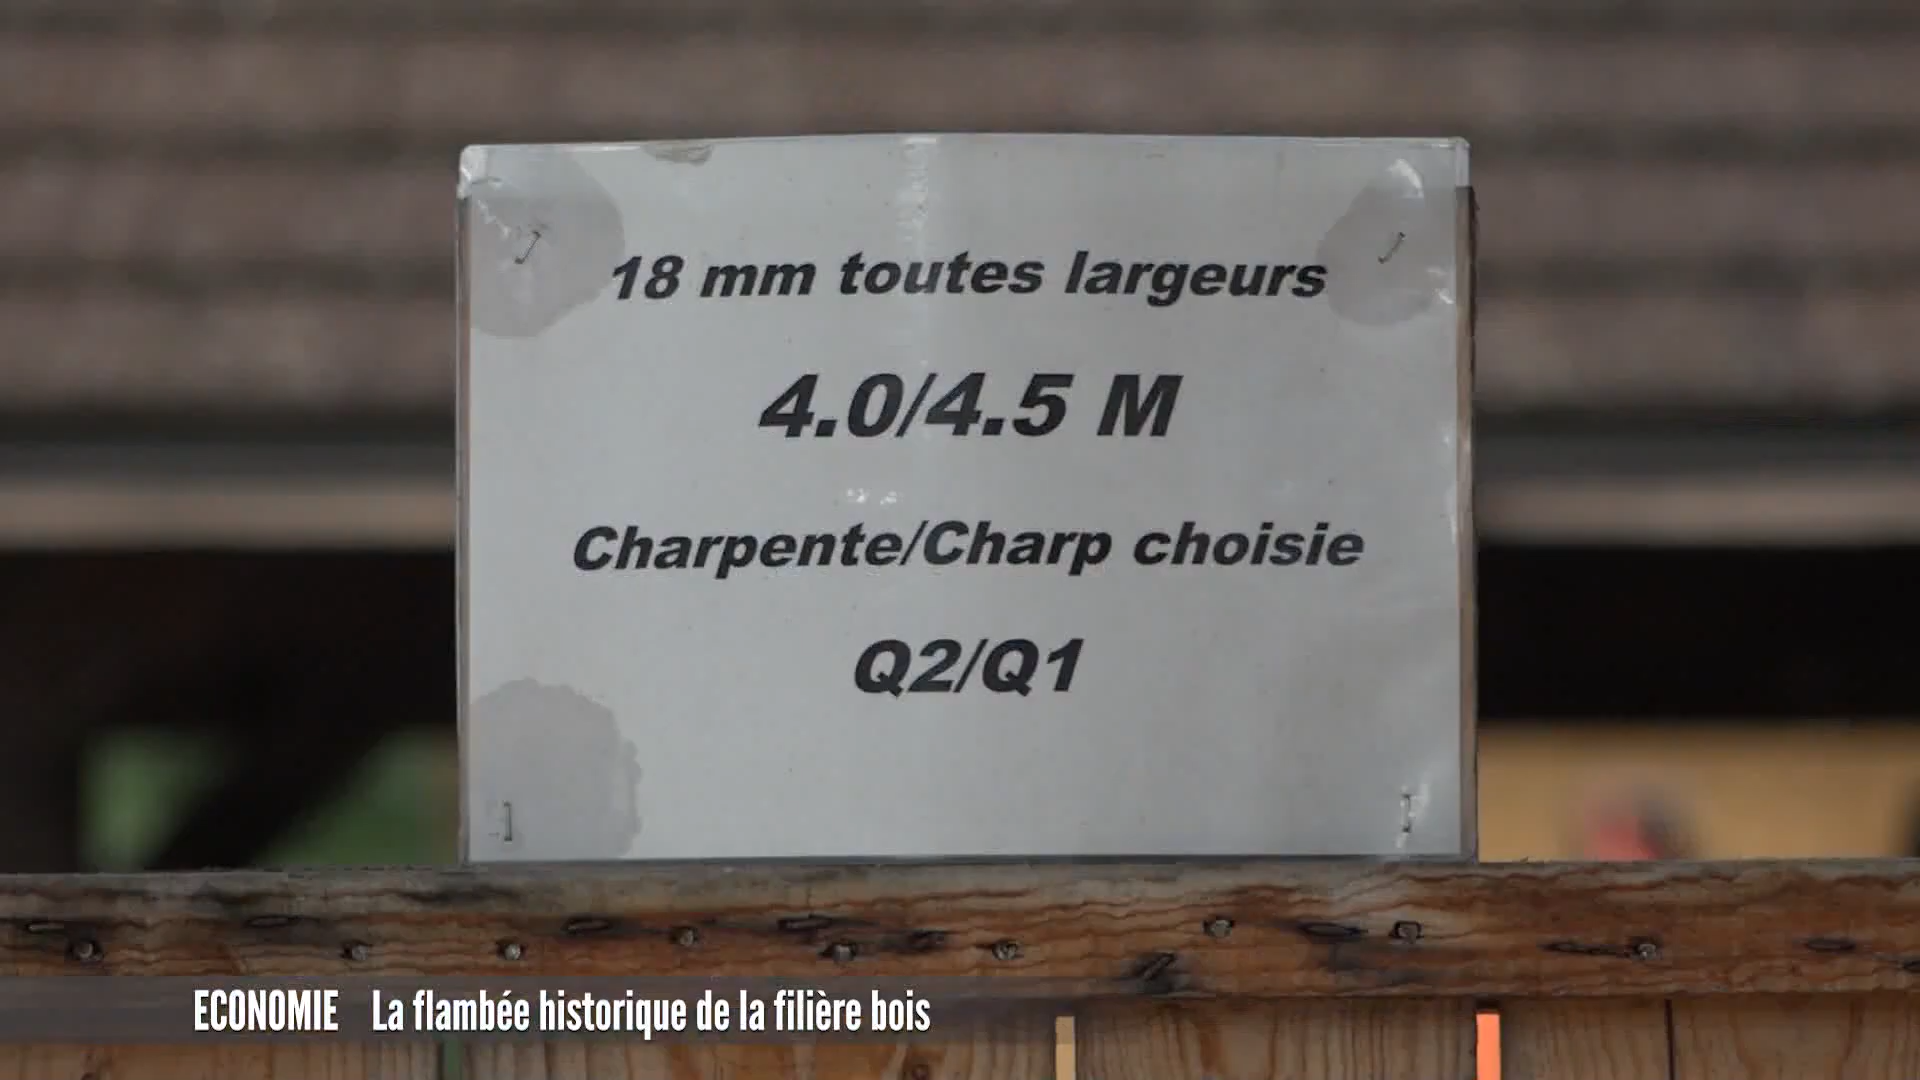 18 mm toutes largeurs
4.0/4.5 M
Charpente/Charp choisie
Q2/Q1
ECONOMIE La flambée historique de la filière bois